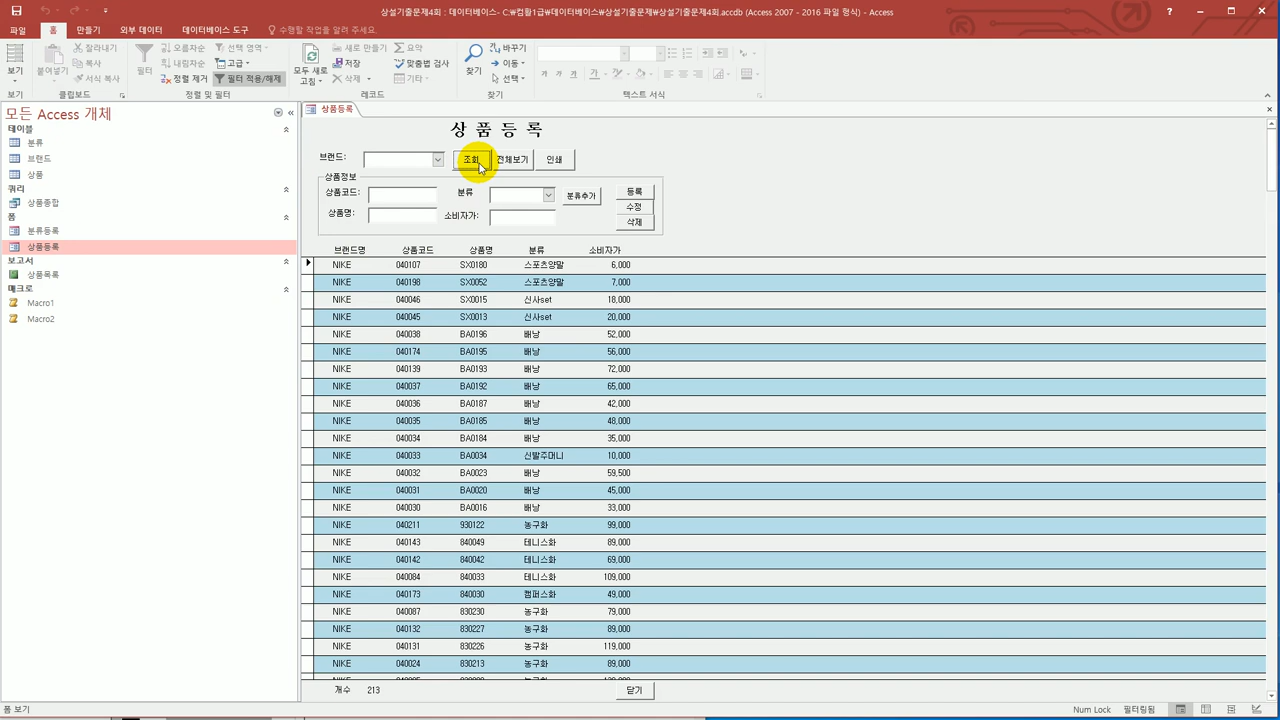 상설기출문제4회 : 데이터베이스- C:₩컴활1급₩데이터베이스₩상설기출문제₩상설기출문제4회.accdb (Access 2007 - 2016 파일 형식) - Access
파일 홈 만들기 외부 데이터 데이터베이스 도구 수행할 작업을 알려 주세요.
보기
보기
붙여넣기
잘라내기
복사
서식 복사
클립보드
필터
오름차순
내림차순
정렬 제거
선택 영역
고급
필터 적용/해제
정렬 및 필터
모두 새로 고침
새로 만들기
저장
삭제
요약
맞춤법 검사
기타
레코드
찾기
바꾸기
이동
선택
찾기
텍스트 서식
모든 Access 개체
테이블
분류
브랜드
상품
쿼리
상품종합
폼
분류등록
상품등록
보고서
상품목록
매크로
Macro1
Macro2
상품등록
상 품 등 록
브랜드: 조회 전체보기 인쇄
상품정보
상품코드: 분류 분류추가 등록
수정
상품명: 소비자가: 삭제
브랜드명 상품코드 상품명 분류 소비자가
NIKE 040107 SX0180 스포츠양말 6,000
NIKE 040198 SX0052 스포츠양말 7,000
NIKE 040046 SX0015 신사set 18,000
NIKE 040045 SX0013 신사set 20,000
NIKE 040038 BA0196 배낭 52,000
NIKE 040174 BA0195 배낭 56,000
NIKE 040139 BA0193 배낭 72,000
NIKE 040037 BA0192 배낭 65,000
NIKE 040036 BA0187 배낭 42,000
NIKE 040035 BA0185 배낭 48,000
NIKE 040034 BA0184 배낭 35,000
NIKE 040033 BA0034 신발주머니 10,000
NIKE 040032 BA0023 배낭 59,500
NIKE 040031 BA0020 배낭 45,000
NIKE 040030 BA0016 배낭 33,000
NIKE 040211 930122 농구화 99,000
NIKE 040143 840049 테니스화 89,000
NIKE 040142 840042 테니스화 69,000
NIKE 040084 840033 테니스화 109,000
NIKE 040173 840030 캠퍼스화 49,000
NIKE 040087 830230 농구화 79,000
NIKE 040132 830227 농구화 89,000
NIKE 040131 830226 농구화 119,000
NIKE 040024 830213 농구화 89,000
개수 213 닫기
폼 보기 Num Lock 필터링됨